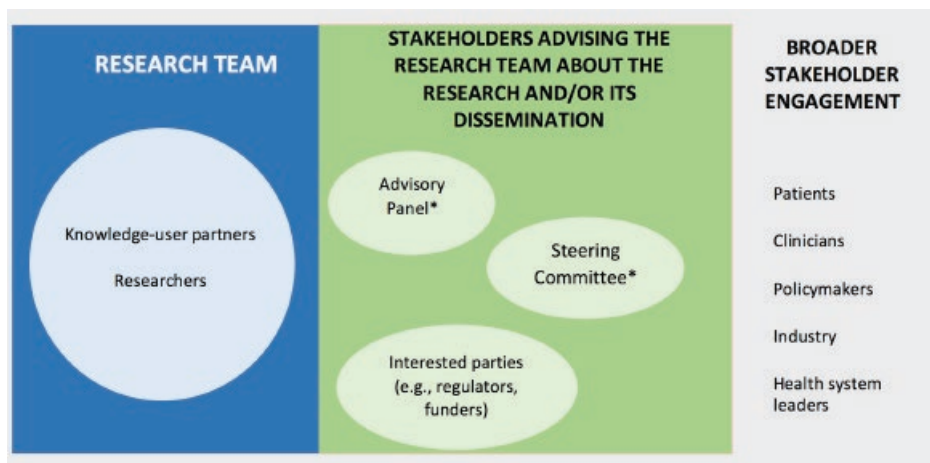 RESEARCH TEAM
Knowledge-user partners
Researchers
STAKEHOLDERS ADVISING THE
RESEARCH TEAM ABOUT THE
RESEARCH AND/OR ITS
DISSEMINATION
Advisory
Panel*
Steering
Committee*
Interested parties
(e.g., regulators,
funders)
BROADER
STAKEHOLDER
ENGAGEMENT
Patients
Clinicians
Policymakers
Industry
Health system
leaders